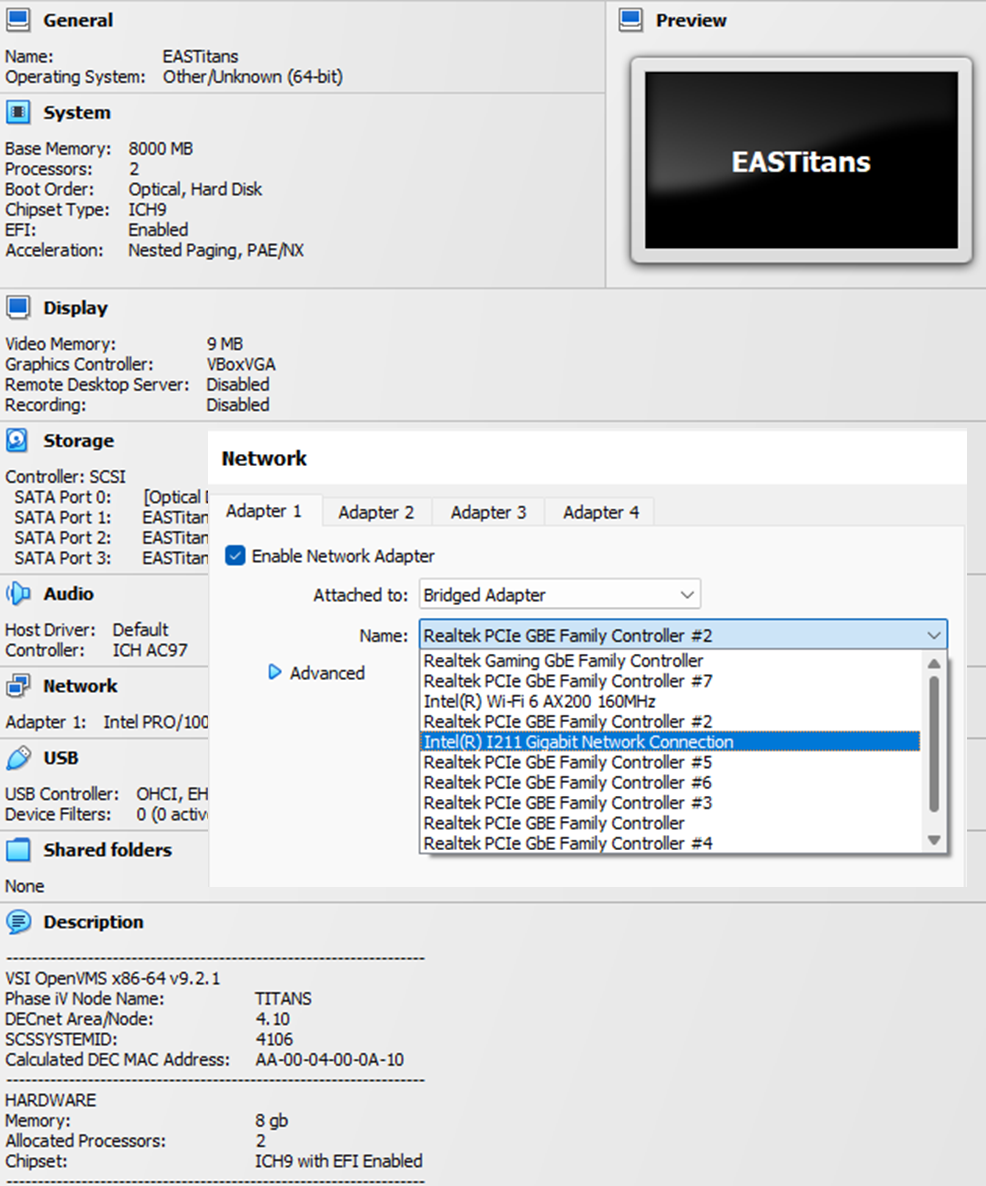 General
Name: EASTitans
Operating System: Other/Unknown (64-bit)
Preview
EASTitans
System
Base Memory: 8000 MB
Processors: 2
Boot Order: Optical, Hard Disk
Chipset Type: ICH9
EFI: Enabled
Acceleration: Nested Paging, PAE/NX
Display
Video Memory: 9 MB
Graphics Controller: VBoxVGA
Remote Desktop Server: Disabled
Recording: Disabled
Storage
Controller: SCSI
SATA Port 0: [Optical
SATA Port 1: EASTitan
SATA Port 2: EASTitan
SATA Port 3: EASTitan
Audio
Host Driver: Default
Controller: ICH AC97
Network
Adapter 1: Intel PRO/100
USB
USB Controller: OHCI, EH
Device Filters: 0 (0 activ
Shared folders
None
Network
Adapter 1 Adapter 2 Adapter 3 Adapter 4
Enable Network Adapter
Attached to: Bridged Adapter
Name: Realtek PCIe GBE Family Controller #2
Advanced
Realtek Gaming GbE Family Controller
Realtek PCIe GbE Family Controller #7
Intel(R) Wi-Fi 6 AX200 160MHz
Realtek PCIe GBE Family Controller #2
Intel(R) I211 Gigabit Network Connection
Realtek PCIe GbE Family Controller #5
Realtek PCIe GbE Family Controller #6
Realtek PCIe GBE Family Controller #3
Realtek PCIe GBE Family Controller
Realtek PCIe GbE Family Controller #4
Description
------------------------------------------------------------------
VSI OpenVMS x86-64 v9.2.1
Phase iV Node Name: TITANS
DECnet Area/Node: 4.10
SCSSYSTEMID: 4106
Calculated DEC MAC Address: AA-00-04-00-0A-10
------------------------------------------------------------------
HARDWARE
Memory: 8 gb
Allocated Processors: 2
Chipset: ICH9 with EFI Enabled
------------------------------------------------------------------